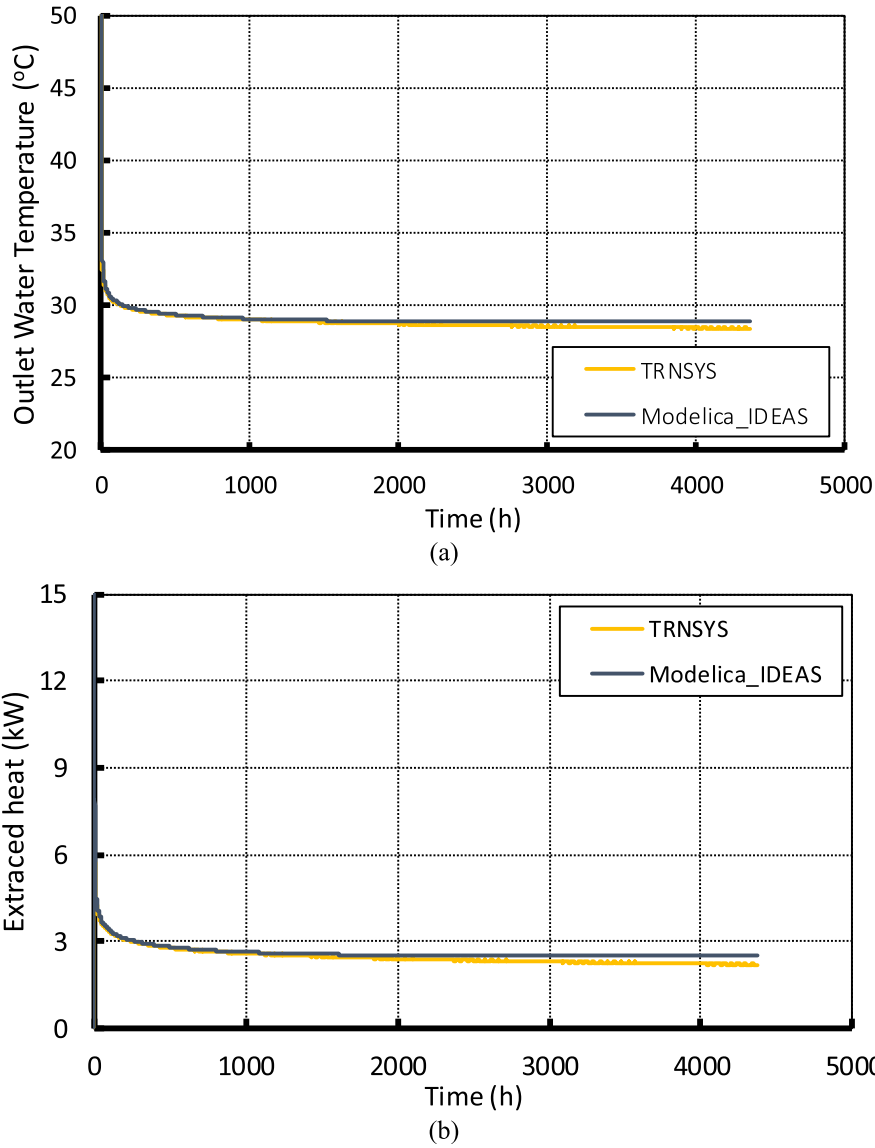 50
45
40
35
30
25
20
Outlet Water Temperature (°C)
TRNSYS
Modelica_IDEAS
0 1000 2000 3000 4000 5000
Time (h)
(a)
15
12
9
6
3
0
Extraced heat (kW)
TRNSYS
Modelica_IDEAS
0 1000 2000 3000 4000 5000
Time (h)
(b)